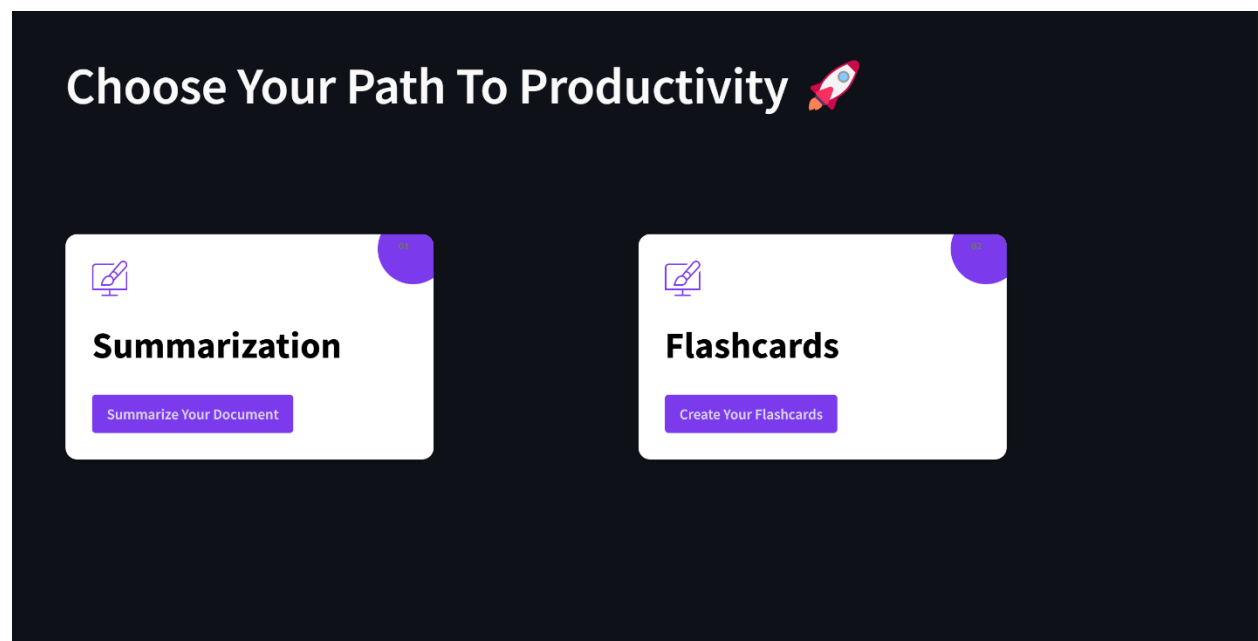 Choose Your Path To Productivity 🚀
01
Summarization
Summarize Your Document
02
Flashcards
Create Your Flashcards